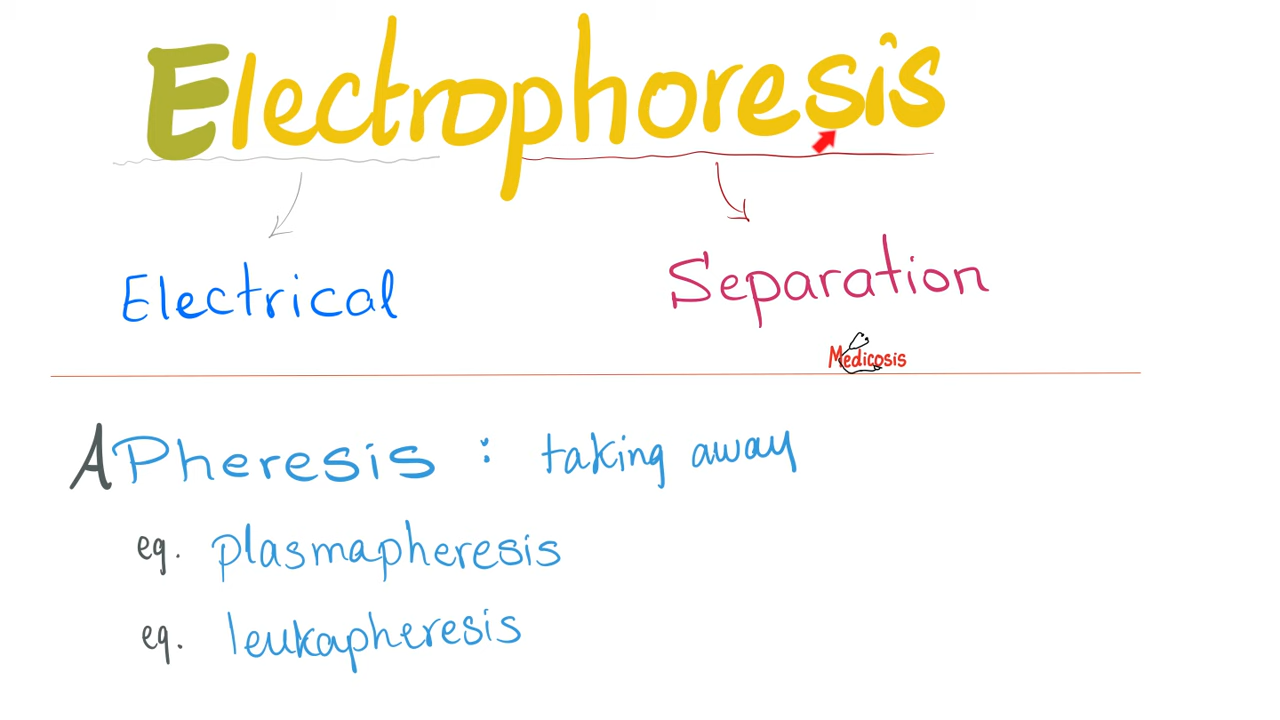 Electrophoresis
Electrical
Separation
Medicosis
APheresis : taking away
eg. plasmapheresis
eg. leukapheresis